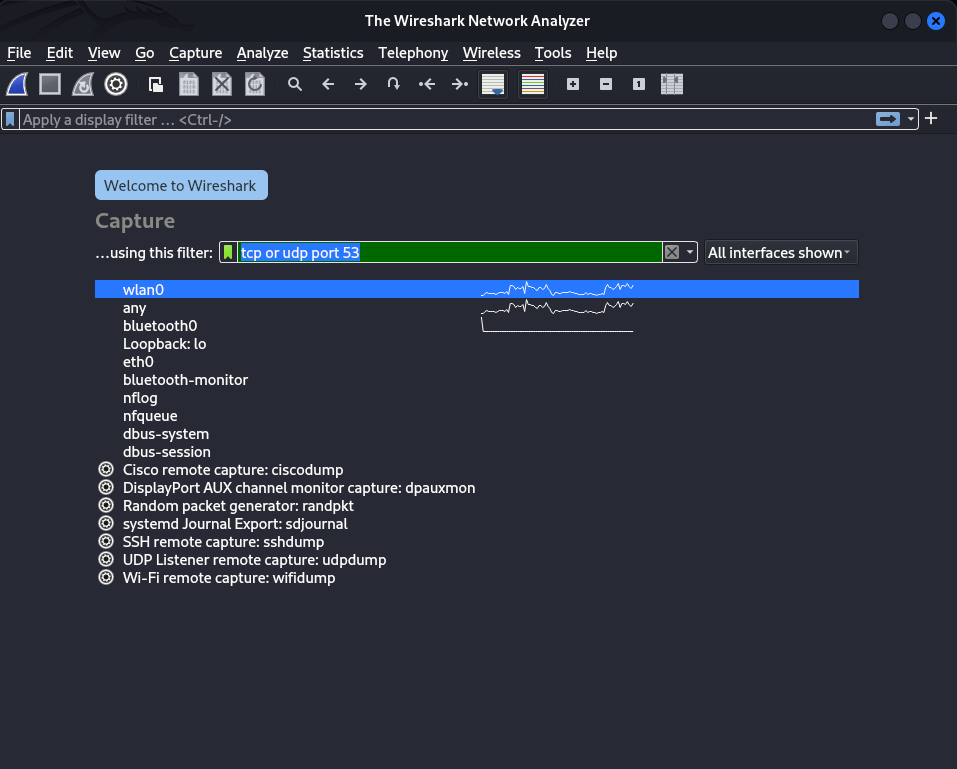 The Wireshark Network Analyzer
File Edit View Go Capture Analyze Statistics Telephony Wireless Tools Help
1
Apply a display filter … <Ctrl-/>
Welcome to Wireshark
Capture
…using this filter: tcp or udp port 53 All interfaces shown
wlan0
any
bluetooth0
Loopback: lo
eth0
bluetooth-monitor
nflog
nfqueue
dbus-system
dbus-session
Cisco remote capture: ciscodump
DisplayPort AUX channel monitor capture: dpauxmon
Random packet generator: randpkt
systemd Journal Export: sdjournal
SSH remote capture: sshdump
UDP Listener remote capture: udpdump
Wi-Fi remote capture: wifidump